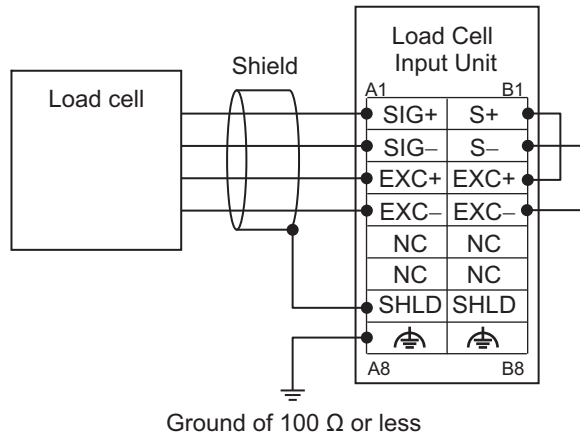 Load cell
Shield
Load Cell
Input Unit
A1 B1
SIG+ S+
SIG– S–
EXC+ EXC+
EXC– EXC–
NC NC
NC NC
SHLD SHLD
A8 B8
Ground of 100 Ω or less